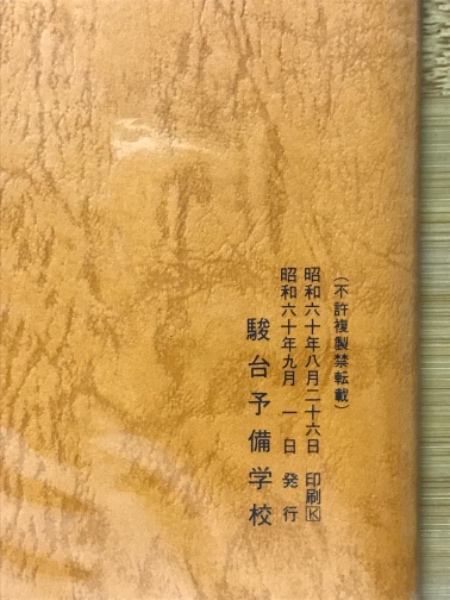 (不許複製禁転載)
昭和六十年八月二十六日 印刷K
昭和六十年九月 一 日 発行
駿台予備学校